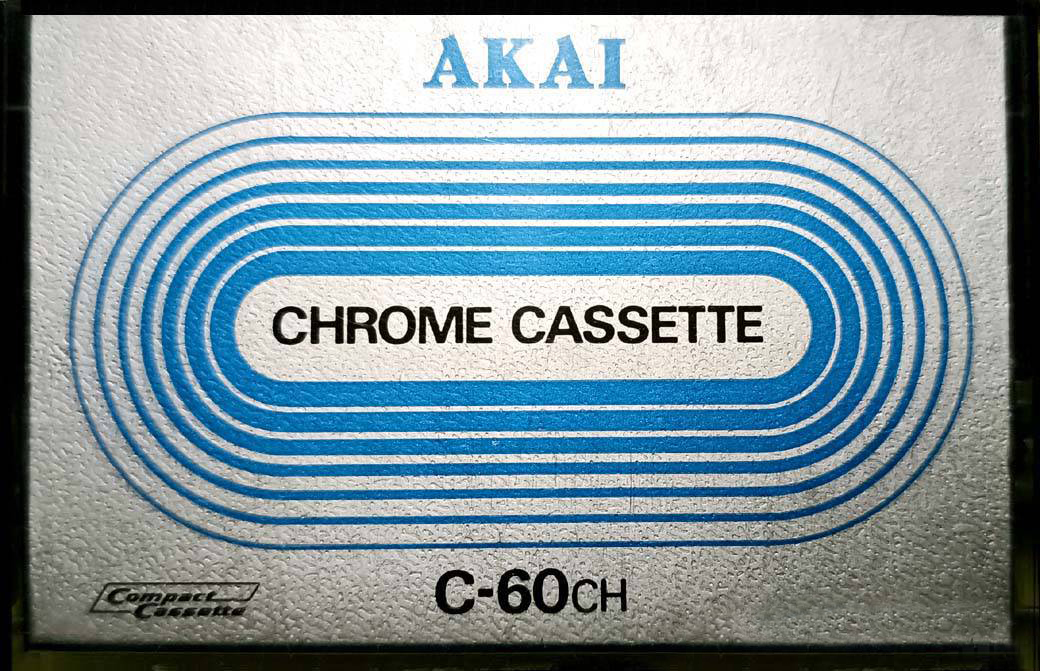 AKAI
CHROME CASSETTE
C-60CH
Compact
Cassette